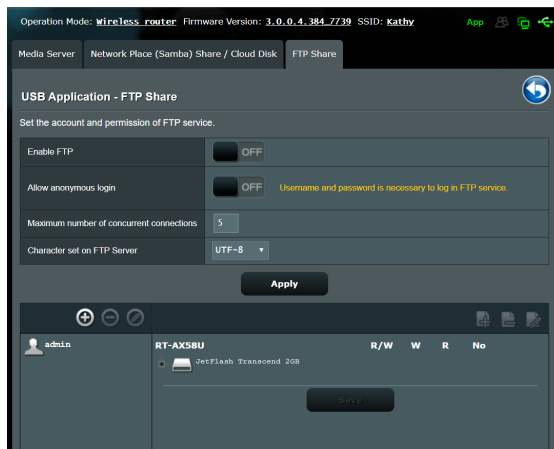 Operation Mode: Wireless router Firmware Version: 3.0.0.4.384_7739 SSID: Kathy App
Media Server Network Place (Samba) Share / Cloud Disk FTP Share
USB Application - FTP Share
Set the account and permission of FTP service.
Enable FTP OFF
Allow anonymous login OFF Username and password is necessary to log in FTP service.
Maximum number of concurrent connections 5
Character set on FTP Server UTF-8
Apply
admin RT-AX58U R/W W R No
JetFlash Transcend 2GB
Save